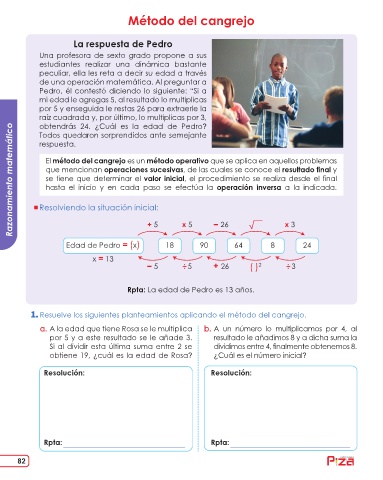 Método del cangrejo
La respuesta de Pedro
Una profesora de sexto grado propone a sus
estudiantes realizar una dinámica bastante
peculiar, ella les reta a decir su edad a través
de una operación matemática. Al preguntar a
Pedro, él contestó diciendo lo siguiente: "Si a
mi edad le agregas 5, al resultado lo multiplicas
por 5 y enseguida le restas 26 para extraerle la
raíz cuadrada y, por último, lo multiplicas por 3,
obtendrás 24. ¿Cuál es la edad de Pedro?
Todos quedaron sorprendidos ante semejante
respuesta.
El método del cangrejo es un método operativo que se aplica en aquellos problemas
que mencionan operaciones sucesivas, de las cuales se conoce el resultado final y
se tiene que determinar el valor inicial, el procedimiento se realiza desde el final
hasta el inicio y en cada paso se efectúa la operación inversa a la indicada.
Razonamiento matemático
Resolviendo la situación inicial:
+ 5 x 5 – 26 √ x 3
Edad de Pedro = (x) 18 90 64 8 24
x = 13
– 5 ÷5 + 26 ( )² ÷3
Rpta: La edad de Pedro es 13 años.
1. Resuelve los siguientes planteamientos aplicando el método del cangrejo.
a. A la edad que tiene Rosa se le multiplica
por 5 y a este resultado se le añade 3.
Si al dividir esta última suma entre 2 se
obtiene 19, ¿cuál es la edad de Rosa?
Resolución:
Rpta:
b. A un número lo multiplicamos por 4, al
resultado le añadimos 8 y a dicha suma la
dividimos entre 4, finalmente obtenemos 8.
¿Cuál es el número inicial?
Resolución:
Rpta:
82